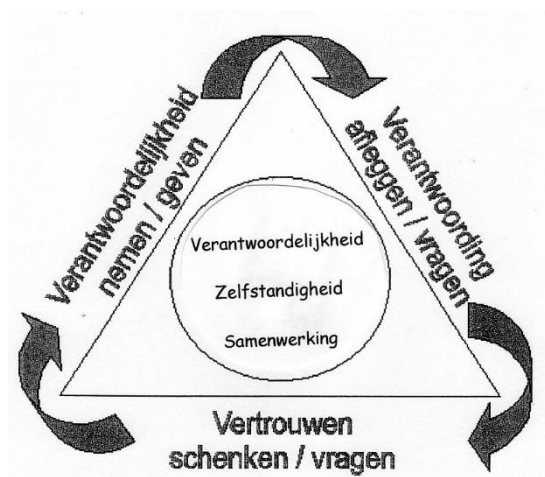 Verantwoordelijkheid
nemen / geven
Verantwoording
afleggen / vragen
Verantwoordelijkheid
Zelfstandigheid
Samenwerking
Vertrouwen
schenken / vragen